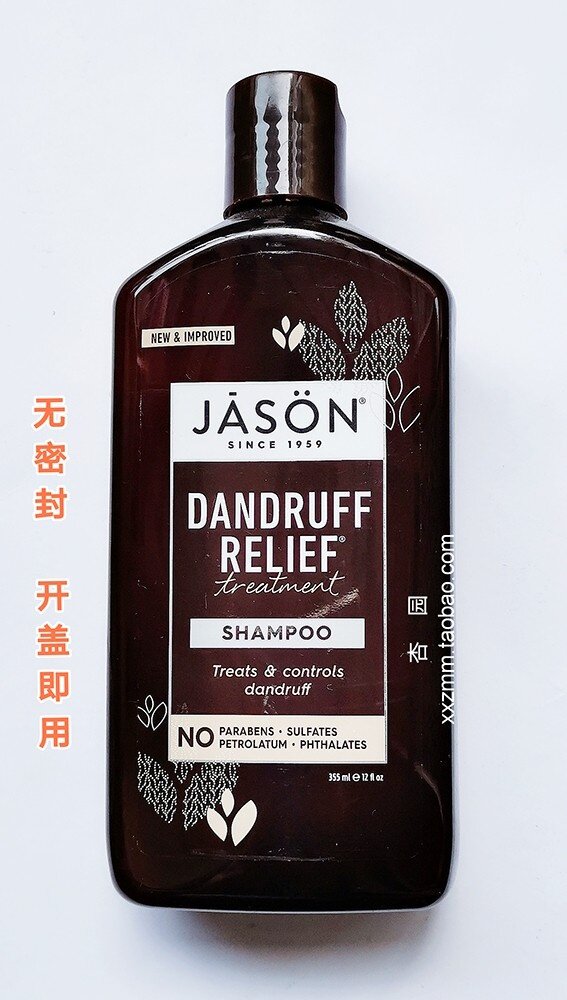 NEW & IMPROVED
JĀSÖN®
SINCE 1959
DANDRUFF
RELIEF®
treatment
SHAMPOO
Treats & controls
dandruff
NO PARABENS • SULFATES
PETROLATUM • PHTHALATES
355 ml ℮ 12 fl oz
无密封 开盖即用
杏园
xxzmm.taobao.com